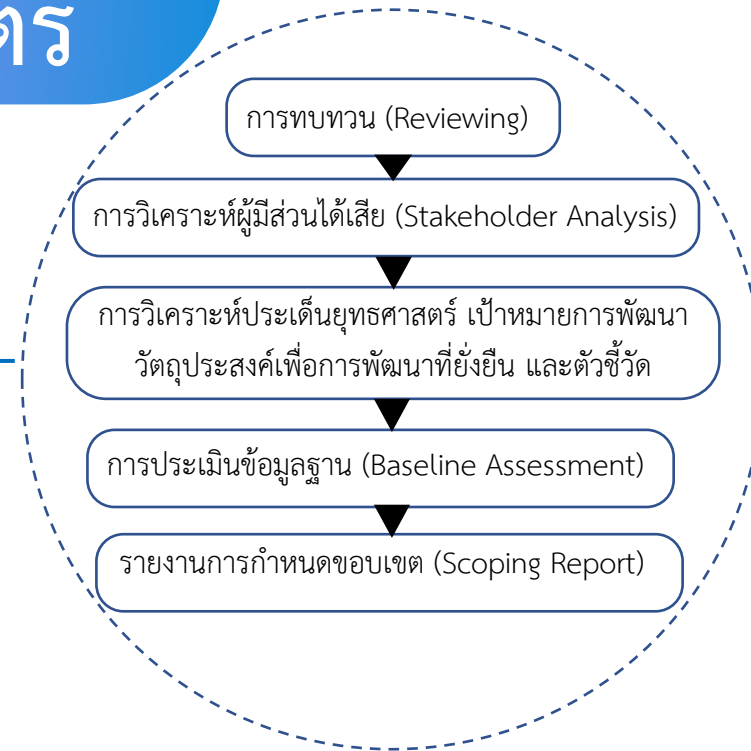 การทบทวน (Reviewing)
การวิเคราะห์ผู้มีส่วนได้เสีย (Stakeholder Analysis)
การวิเคราะห์ประเด็นยุทธศาสตร์ เป้าหมายการพัฒนา
วัตถุประสงค์เพื่อการพัฒนาที่ยั่งยืน และตัวชี้วัด
การประเมินข้อมูลฐาน (Baseline Assessment)
รายงานการกำหนดขอบเขต (Scoping Report)